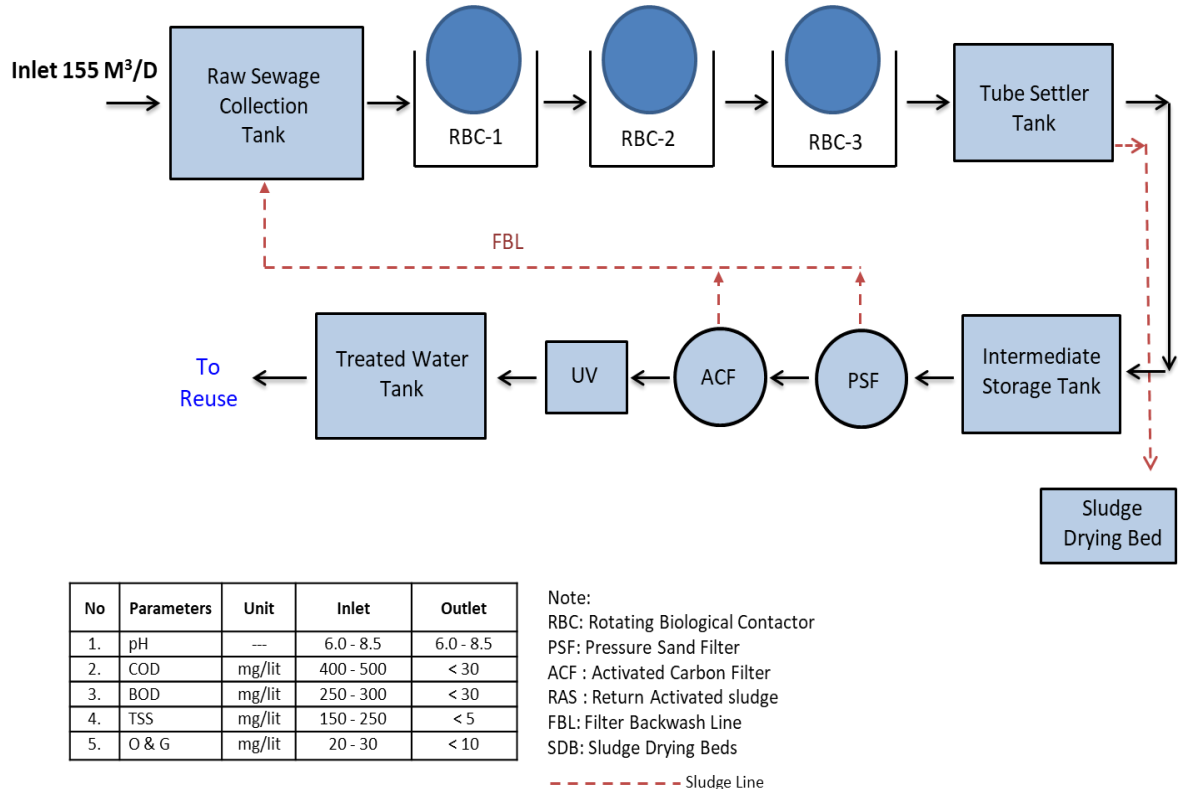 Inlet 155 M³/D
Raw Sewage
Collection
Tank
RBC-1
RBC-2
RBC-3
Tube Settler
Tank
FBL
To
Reuse
Treated Water
Tank
UV
ACF
PSF
Intermediate
Storage Tank
Sludge
Drying Bed
No Parameters Unit Inlet Outlet
1. pH --- 6.0 - 8.5 6.0 - 8.5
2. COD mg/lit 400 - 500 < 30
3. BOD mg/lit 250 - 300 <30
4. TSS mg/lit 150 - 250 < 5
5. O & G mg/lit 20 - 30 < 10
Note:
RBC: Rotating Biological Contactor
PSF: Pressure Sand Filter
ACF : Activated Carbon Filter
RAS : Return Activated sludge
FBL: Filter Backwash Line
SDB: Sludge Drying Beds
Sludge Line